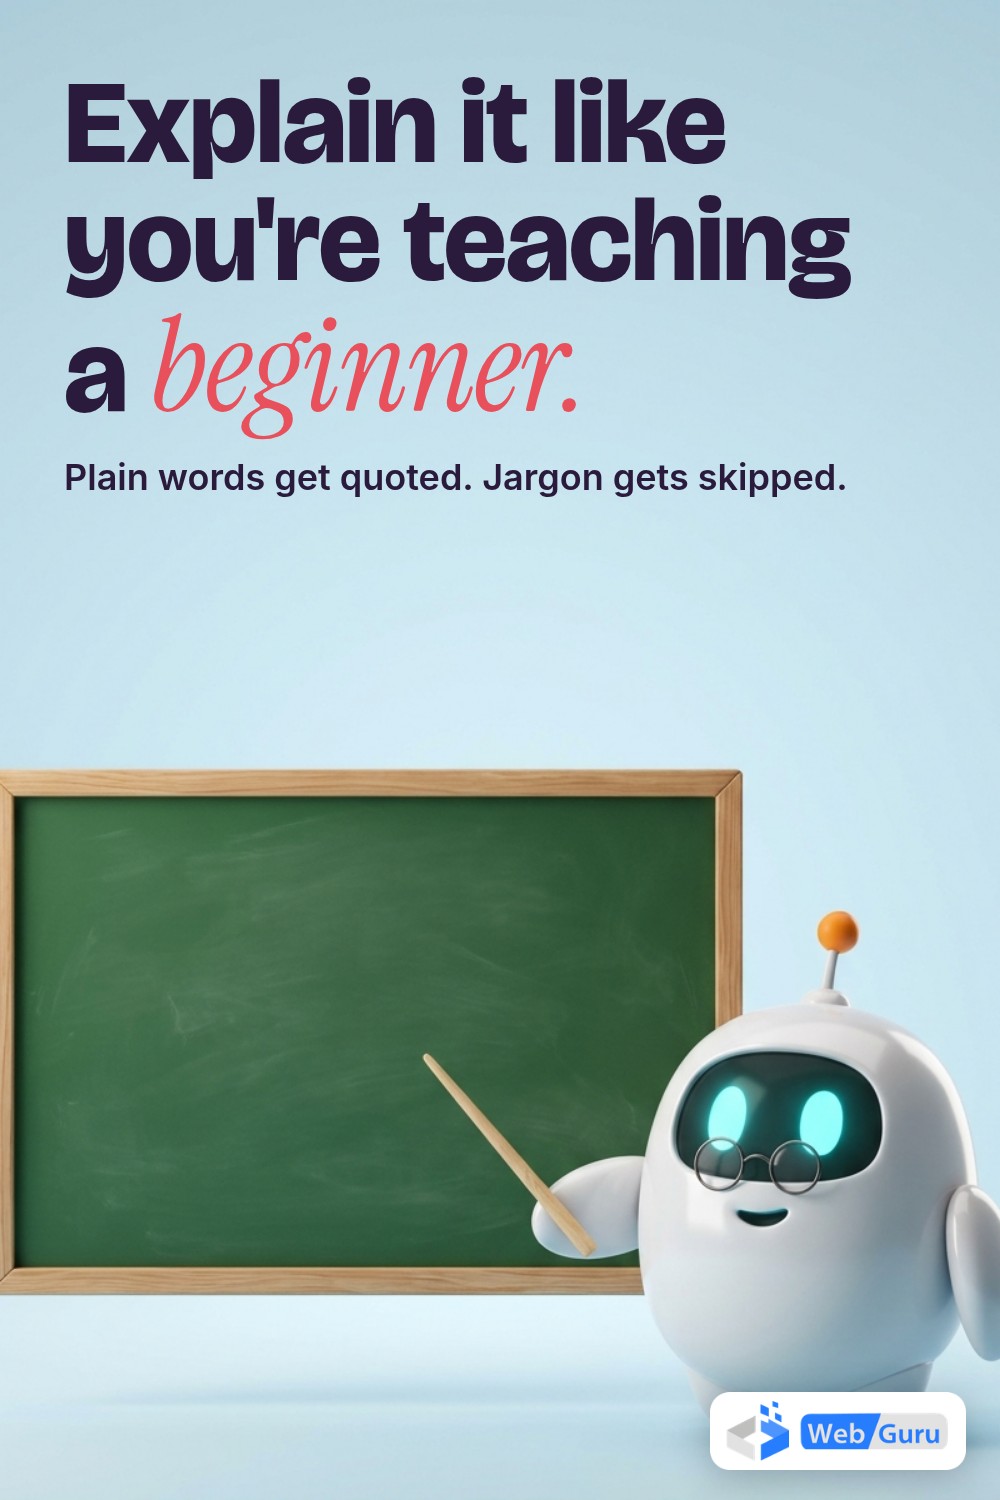 Explain it like
you're teaching
a beginner.
Plain words get quoted. Jargon gets skipped.
Web Guru